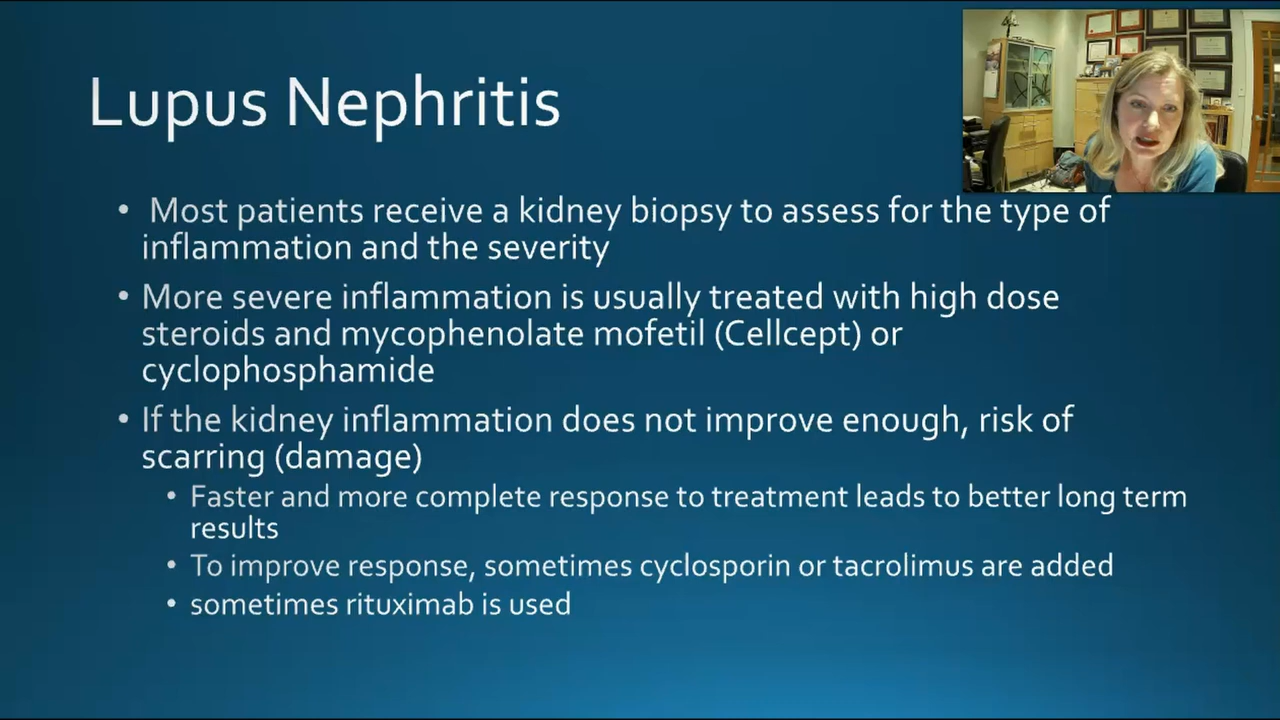 Lupus Nephritis
• Most patients receive a kidney biopsy to assess for the type of
inflammation and the severity
• More severe inflammation is usually treated with high dose
steroids and mycophenolate mofetil (Cellcept) or
cyclophosphamide
• If the kidney inflammation does not improve enough, risk of
scarring (damage)
• Faster and more complete response to treatment leads to better long term
results
• To improve response, sometimes cyclosporin or tacrolimus are added
• sometimes rituximab is used